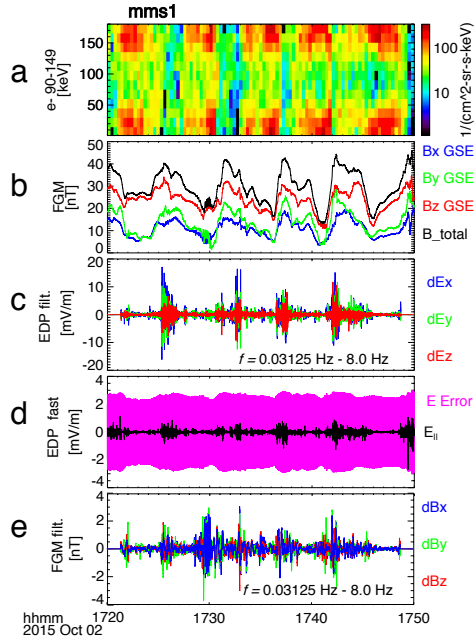 mms1
a
e- 90-149
[keV]
150
100
50
100
10
1/(cm^2-sr-s-keV)
b
FGM
[nT]
50
40
30
20
10
0
Bx GSE
By GSE
Bz GSE
B_total
c
EDP filt.
[mV/m]
20
10
0
-10
-20
dEx
dEy
dEz
f = 0.03125 Hz - 8.0 Hz
d
EDP fast
[mV/m]
4
2
0
-2
-4
E Error
E||
e
FGM filt.
[nT]
4
2
0
-2
-4
dBx
dBy
dBz
f = 0.03125 Hz - 8.0 Hz
1720
1730
1740
1750
hhmm
2015 Oct 02